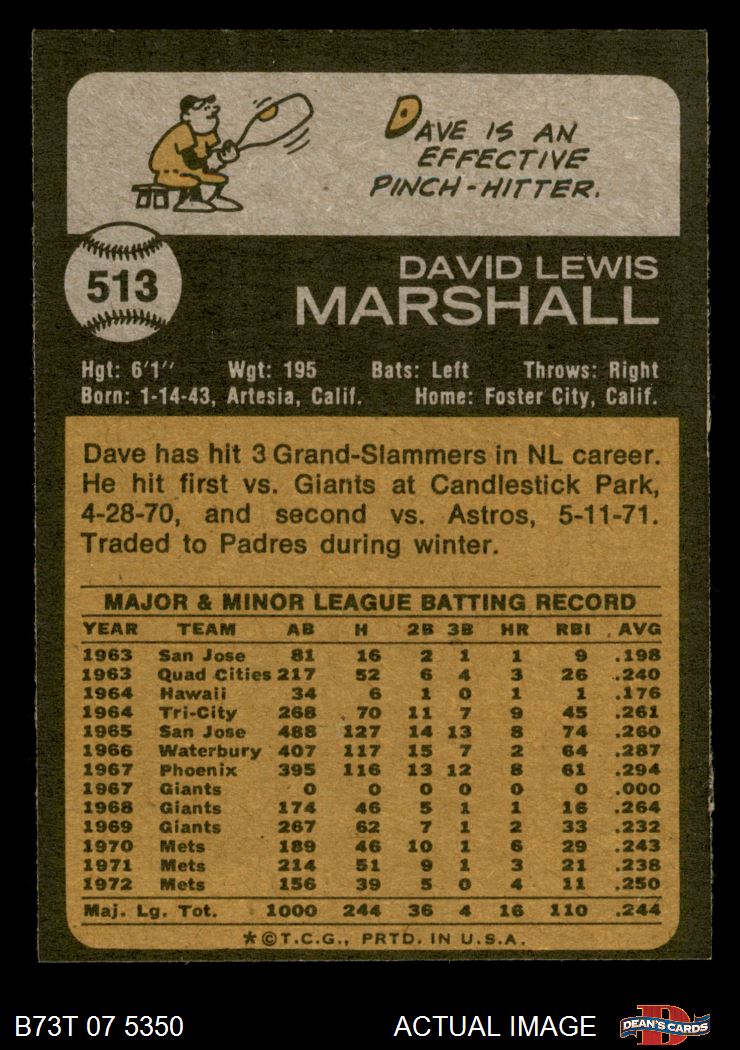 DAVE IS AN
EFFECTIVE
PINCH-HITTER.
513
DAVID LEWIS
MARSHALL
Hgt: 6'1" Wgt: 195 Bats: Left Throws: Right
Born: 1-14-43, Artesia, Calif. Home: Foster City, Calif.
Dave has hit 3 Grand-Slammers in NL career.
He hit first vs. Giants at Candlestick Park,
4-28-70, and second vs. Astros, 5-11-71.
Traded to Padres during winter.
MAJOR & MINOR LEAGUE BATTING RECORD
YEAR TEAM AB H 2B 3B HR RBI AVG
1963 San Jose 81 16 2 1 1 9 .198
1963 Quad Cities 217 52 6 4 3 26 .240
1964 Hawaii 34 6 1 0 1 1 .176
1964 Tri-City 268 70 11 7 9 45 .261
1965 San Jose 488 127 14 13 8 74 .260
1966 Waterbury 407 117 15 7 2 64 .287
1967 Phoenix 395 116 13 12 8 61 .294
1967 Giants 0 0 0 0 0 0 .000
1968 Giants 174 46 5 1 1 16 .264
1969 Giants 267 62 7 1 2 33 .232
1970 Mets 189 46 10 1 6 29 .243
1971 Mets 214 51 9 1 3 21 .238
1972 Mets 156 39 5 0 4 11 .250
Maj. Lg. Tot. 1000 244 36 4 16 110 .244
*©T.C.G., PRTD. IN U.S.A.
B73T 07 5350 ACTUAL IMAGE D DEAN'S CARDS